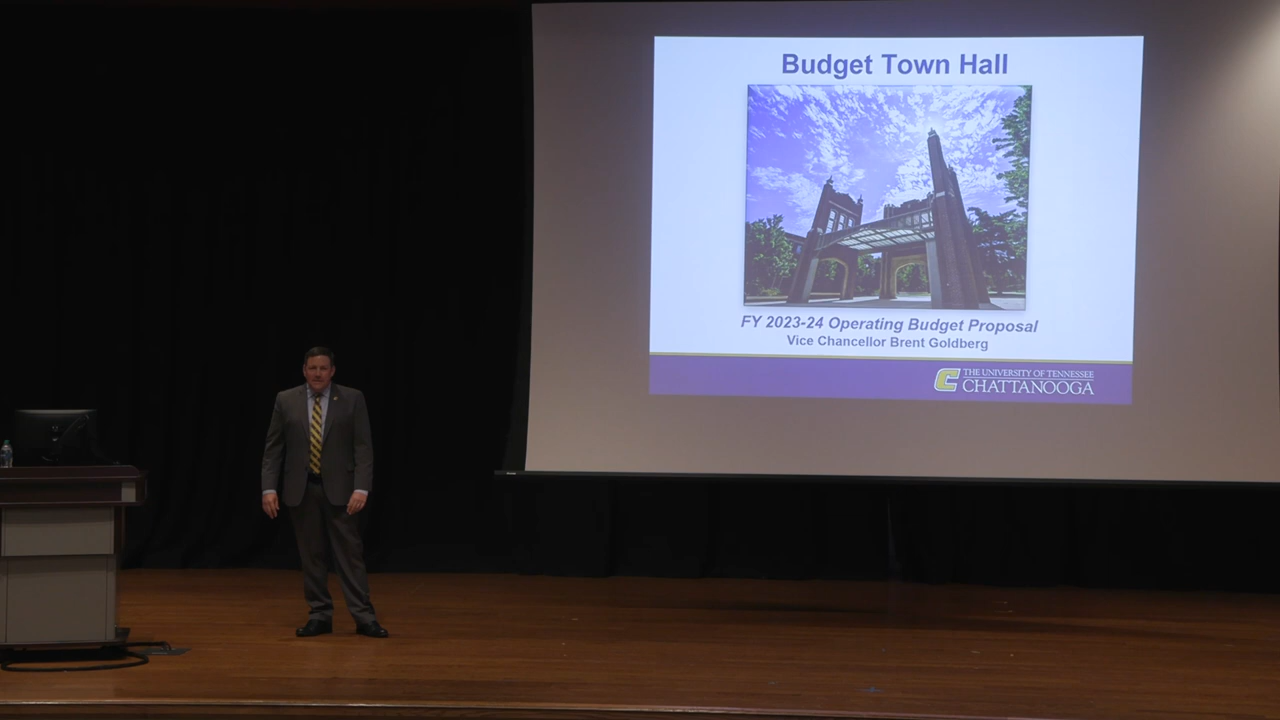 Budget Town Hall
FY 2023-24 Operating Budget Proposal
Vice Chancellor Brent Goldberg
THE UNIVERSITY OF TENNESSEE
CHATTANOOGA